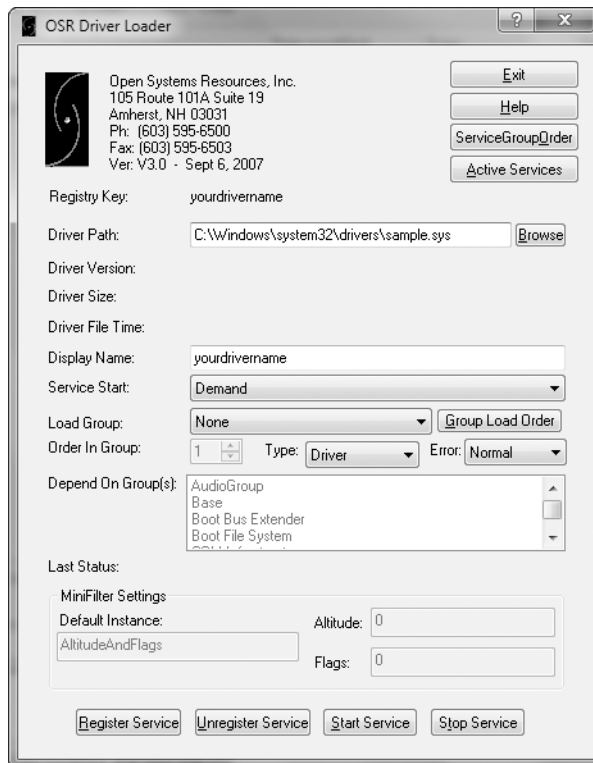 OSR Driver Loader
?
X
Open Systems Resources, Inc.
105 Route 101A Suite 19
Amherst, NH 03031
Ph: (603) 595-6500
Fax: (603) 595-6503
Ver: V3.0 - Sept 6, 2007
Exit
Help
ServiceGroupOrder
Active Services
Registry Key: yourdrivername
Driver Path: C:\Windows\system32\drivers\sample.sys Browse
Driver Version:
Driver Size:
Driver File Time:
Display Name: yourdrivername
Service Start: Demand
Load Group: None Group Load Order
Order In Group: 1 Type: Driver Error: Normal
Depend On Group(s): AudioGroup
Base
Boot Bus Extender
Boot File System
Last Status:
MiniFilter Settings
Default Instance:
AltitudeAndFlags
Altitude: 0
Flags: 0
Register Service Unregister Service Start Service Stop Service